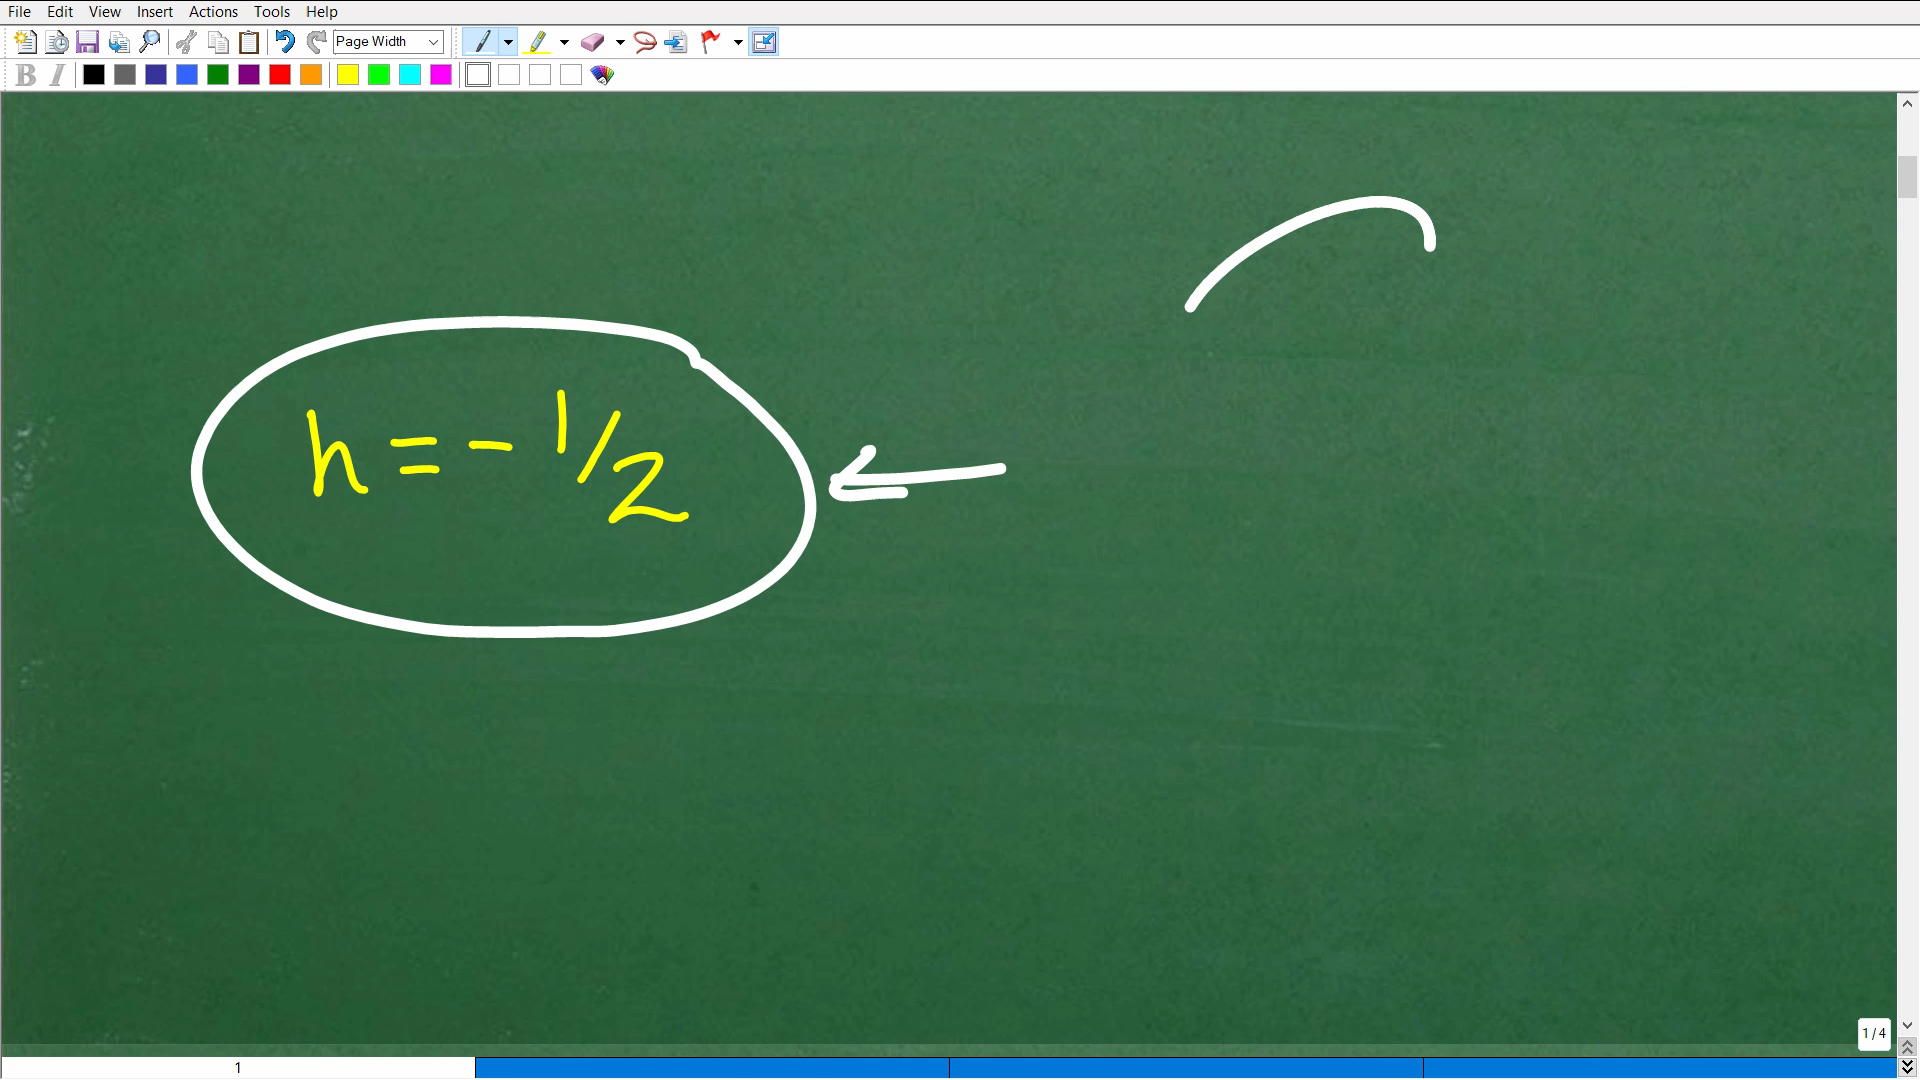 File Edit View Insert Actions Tools Help
Page Width
B I
h = - 1/2
1 / 4
1